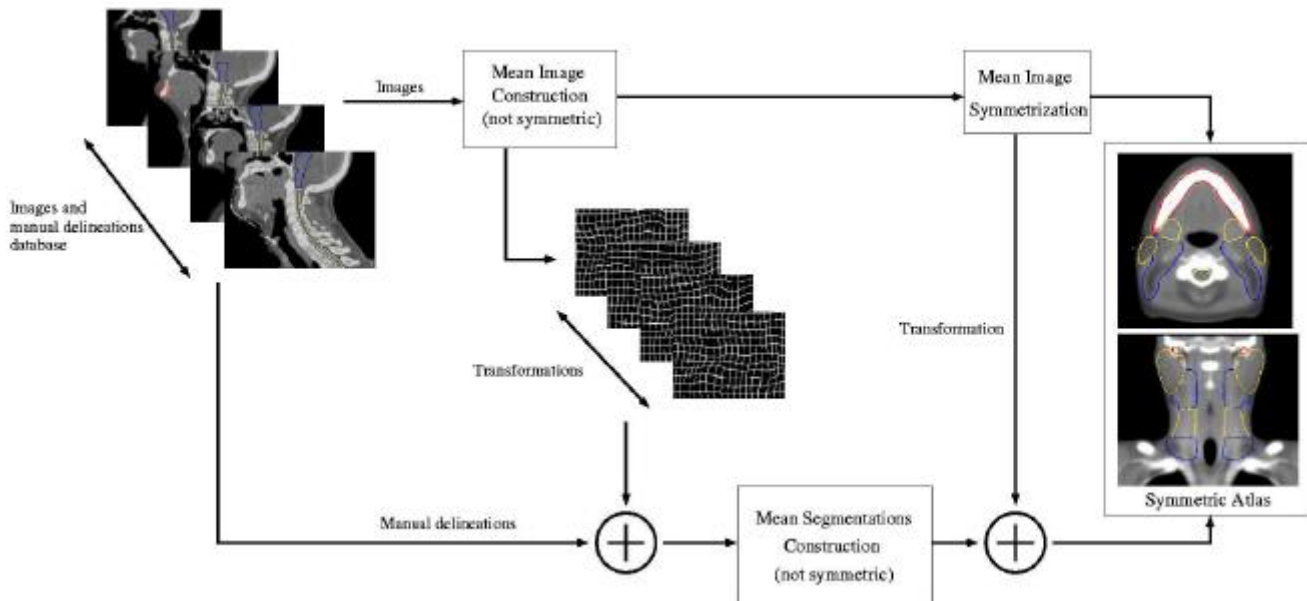 Images
Mean Image
Construction
(not symmetric)
Mean Image
Symmetrization
Images and
manual delineations
database
Transformations
Transformation
Symmetric Atlas
Manual delineations
Mean Segmentations
Construction
(not symmetric)